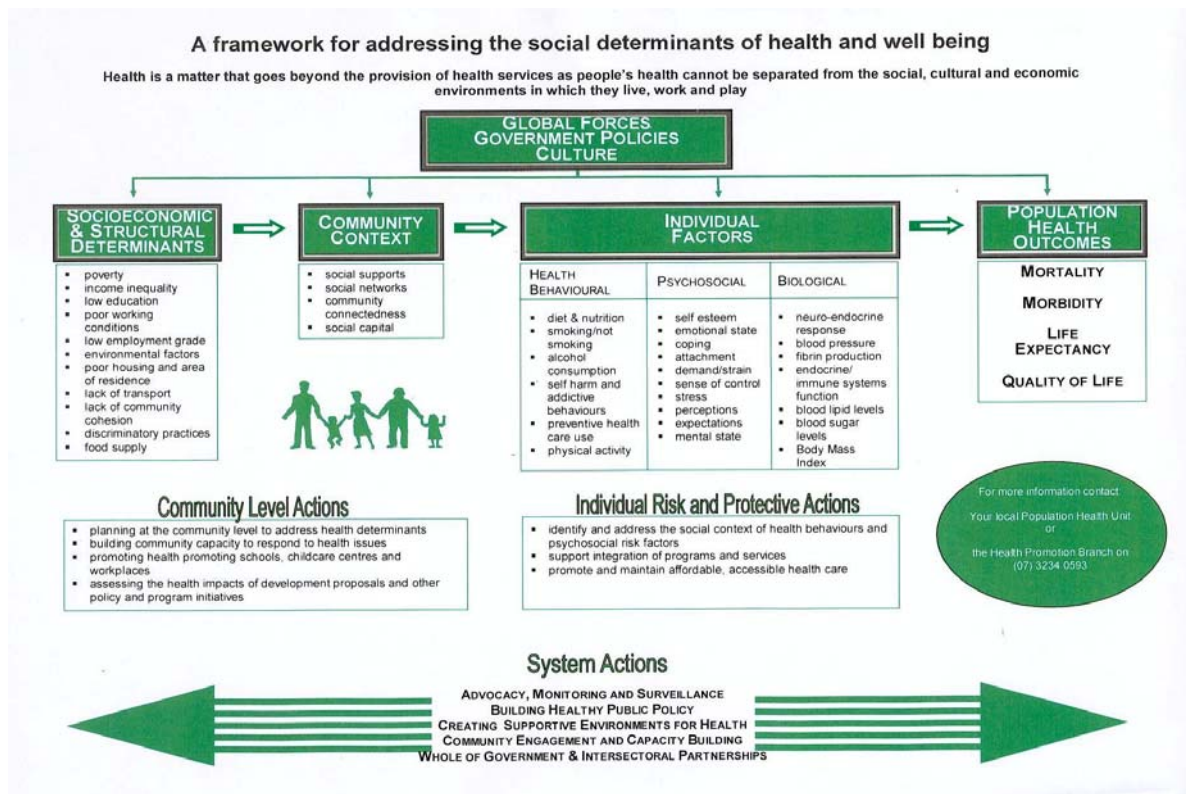 A framework for addressing the social determinants of health and well being
Health is a matter that goes beyond the provision of health services as people's health cannot be separated from the social, cultural and economic
environments in which they live, work and play
GLOBAL FORCES
GOVERNMENT POLICIES
CULTURE
SOCIOECONOMIC
& STRUCTURAL
DETERMINANTS
▪ poverty
▪ income inequality
▪ low education
▪ poor working
conditions
▪ low employment grade
▪ environmental factors
▪ poor housing and area
of residence
▪ lack of transport
▪ lack of community
cohesion
▪ discriminatory practices
▪ food supply
COMMUNITY
CONTEXT
▪ social supports
▪ social networks
▪ community
connectedness
▪ social capital
INDIVIDUAL
FACTORS
HEALTH
BEHAVIOURAL
▪ diet & nutrition
▪ smoking/not
smoking
▪ alcohol
consumption
▪ self harm and
addictive
behaviours
▪ preventive health
care use
▪ physical activity
PSYCHOSOCIAL
▪ self esteem
▪ emotional state
▪ coping
▪ attachment
▪ demand/strain
▪ sense of control
▪ stress
▪ perceptions
▪ expectations
▪ mental state
BIOLOGICAL
▪ neuro-endocrine
response
▪ blood pressure
▪ fibrin production
▪ endocrine/
immune systems
function
▪ blood lipid levels
▪ blood sugar
levels
▪ Body Mass
Index
POPULATION
HEALTH
OUTCOMES
MORTALITY
MORBIDITY
LIFE
EXPECTANCY
QUALITY OF LIFE
Community Level Actions
▪ planning at the community level to address health determinants
▪ building community capacity to respond to health issues
▪ promoting health promoting schools, childcare centres and
workplaces
▪ assessing the health impacts of development proposals and other
policy and program initiatives
Individual Risk and Protective Actions
▪ identify and address the social context of health behaviours and
psychosocial risk factors
▪ support integration of programs and services
▪ promote and maintain affordable, accessible health care
For more information contact
Your local Population Health Unit
or
the Health Promotion Branch on
(07) 3234 0593
System Actions
ADVOCACY, MONITORING AND SURVEILLANCE
BUILDING HEALTHY PUBLIC POLICY
CREATING SUPPORTIVE ENVIRONMENTS FOR HEALTH
COMMUNITY ENGAGEMENT AND CAPACITY BUILDING
WHOLE OF GOVERNMENT & INTERSECTORAL PARTNERSHIPS